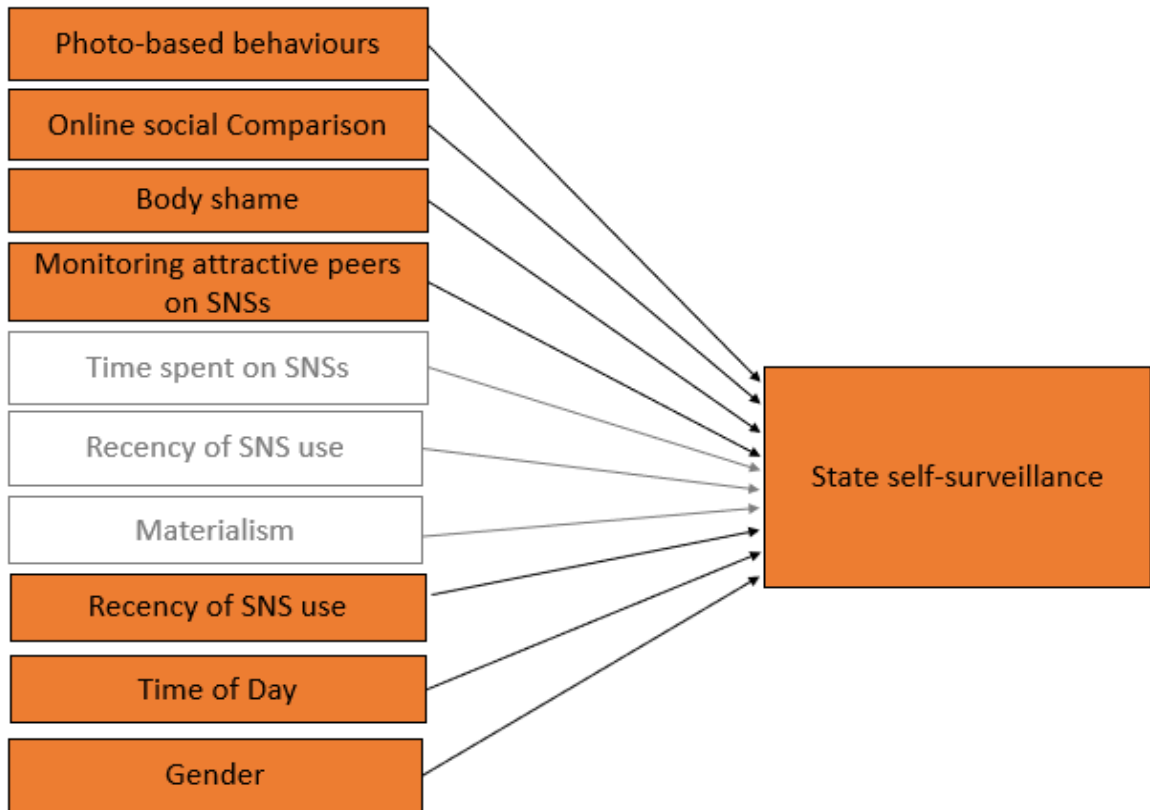 Photo-based behaviours
Online social Comparison
Body shame
Monitoring attractive peers
on SNSs
Time spent on SNSs
Recency of SNS use
Materialism
Recency of SNS use
Time of Day
Gender
State self-surveillance